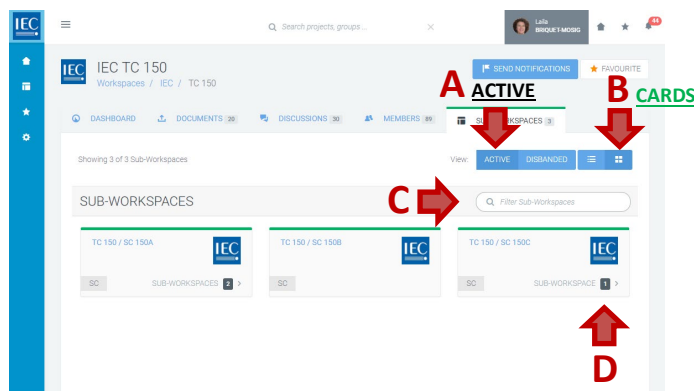 IEC
Search projects, groups ...
Laila
BRIQUET-MOSIG
44
IEC
IEC TC 150
Workspaces / IEC / TC 150
SEND NOTIFICATIONS
FAVOURITE
A ACTIVE
B CARDS
DASHBOARD
DOCUMENTS 20
DISCUSSIONS 30
MEMBERS 89
SU KSPACES 3
Showing 3 of 3 Sub-Workspaces
View:
ACTIVE
DISBANDED
SUB-WORKSPACES
C
Filter Sub-Workspaces
TC 150 / SC 150A
IEC
SC
SUB-WORKSPACES 2 >
TC 150 / SC 150B
IEC
SC
TC 150 / SC 150C
IEC
SC
SUB-WORKSPACE 1 >
D